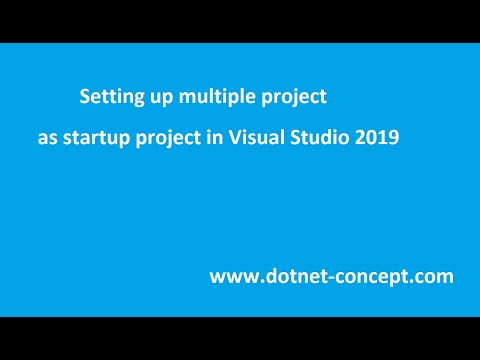 Setting up multiple project
as startup project in Visual Studio 2019
www.dotnet-concept.com